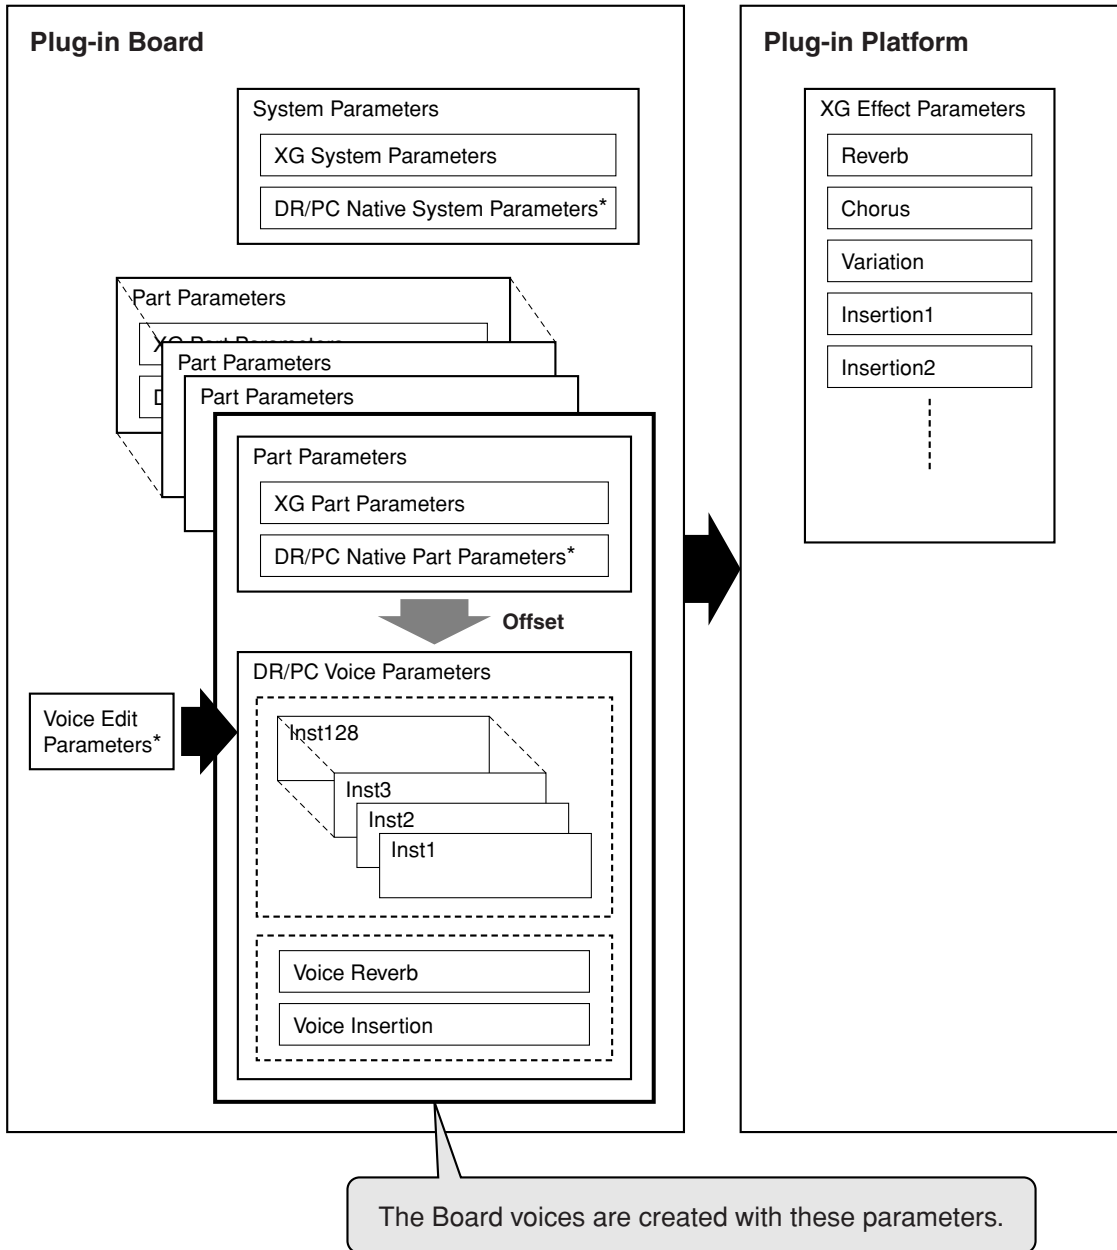 Plug-in Board
System Parameters
XG System Parameters
DR/PC Native System Parameters*
Part Parameters
XG Part Parameters
D
Part Parameters
Part Parameters
Part Parameters
XG Part Parameters
DR/PC Native Part Parameters*
Offset
DR/PC Voice Parameters
Voice Edit
Parameters*
Inst128
Inst3
Inst2
Inst1
Voice Reverb
Voice Insertion
Plug-in Platform
XG Effect Parameters
Reverb
Chorus
Variation
Insertion1
Insertion2
The Board voices are created with these parameters.